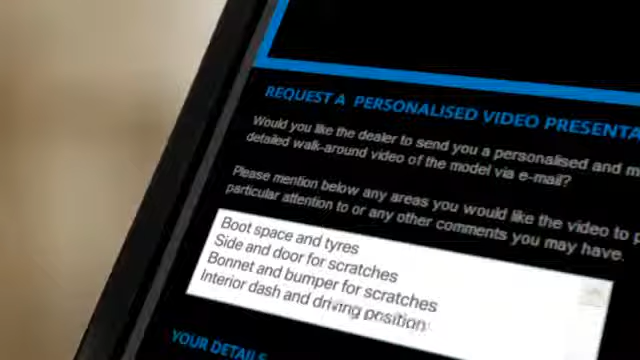 REQUEST A PERSONALISED VIDEO PRESENTA
Would you like the dealer to send you a personalised and m
detailed walk-around video of the model via e-mail?
Please mention below any areas you would like the video to p
particular attention to or any other comments you may have.
Boot space and tyres
Side and door for scratches
Bonnet and bumper for scratches
Interior dash and driving position
YOUR DETAILS